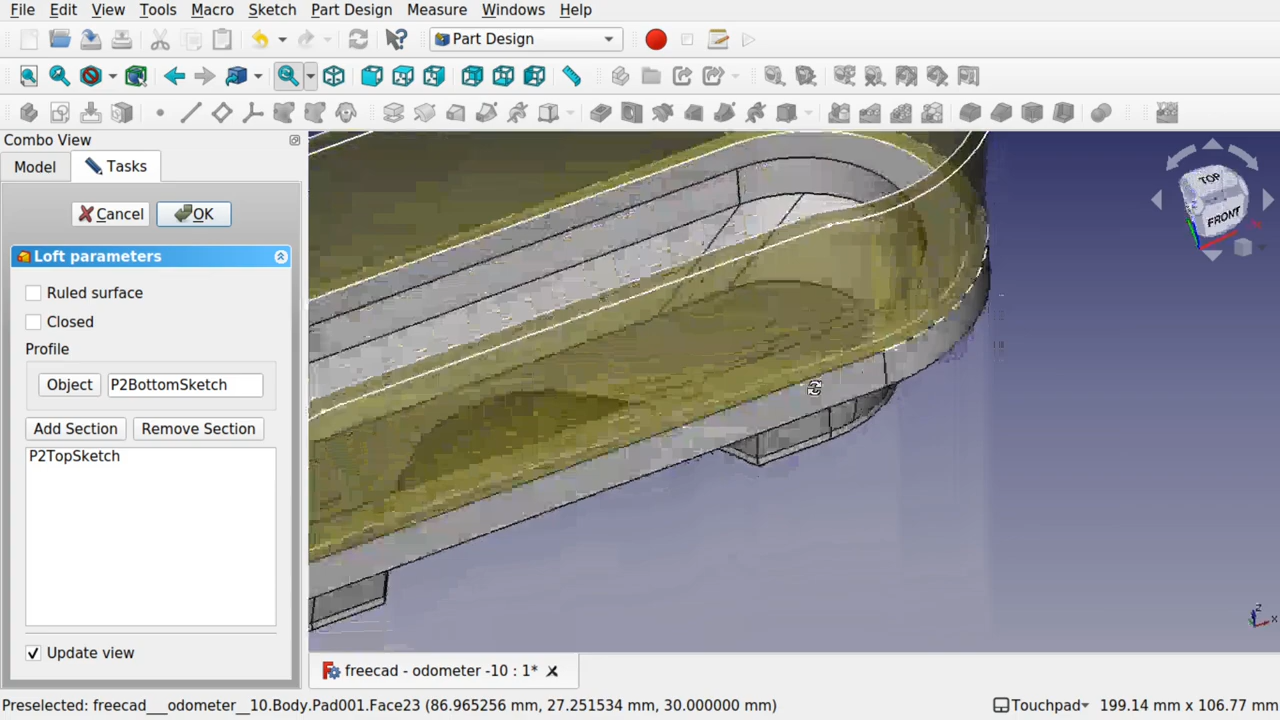 File Edit View Tools Macro Sketch Part Design Measure Windows Help
Part Design
Combo View
Model Tasks
Cancel OK
Loft parameters
Ruled surface
Closed
Profile
Object P2BottomSketch
Add Section Remove Section
P2TopSketch
Update view
TOP
FRONT
Z
X
freecad - odometer -10 : 1*
Preselected: freecad___odometer__10.Body.Pad001.Face23 (86.965256 mm, 27.251534 mm, 30.000000 mm) Touchpad 199.14 mm x 106.77 mm